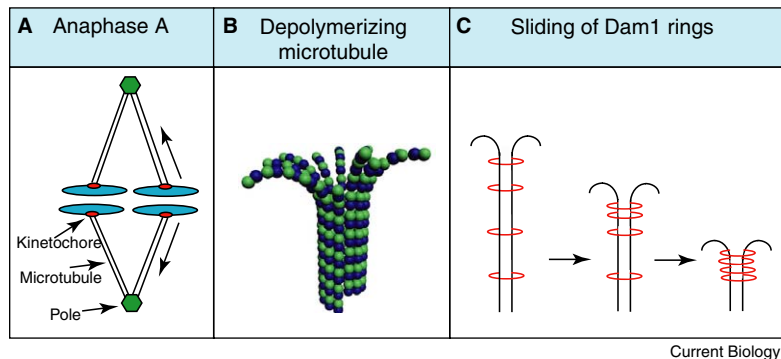 A Anaphase A
B Depolymerizing
microtubule
C Sliding of Dam1 rings
Kinetochore
Microtubule
Pole
Current Biology